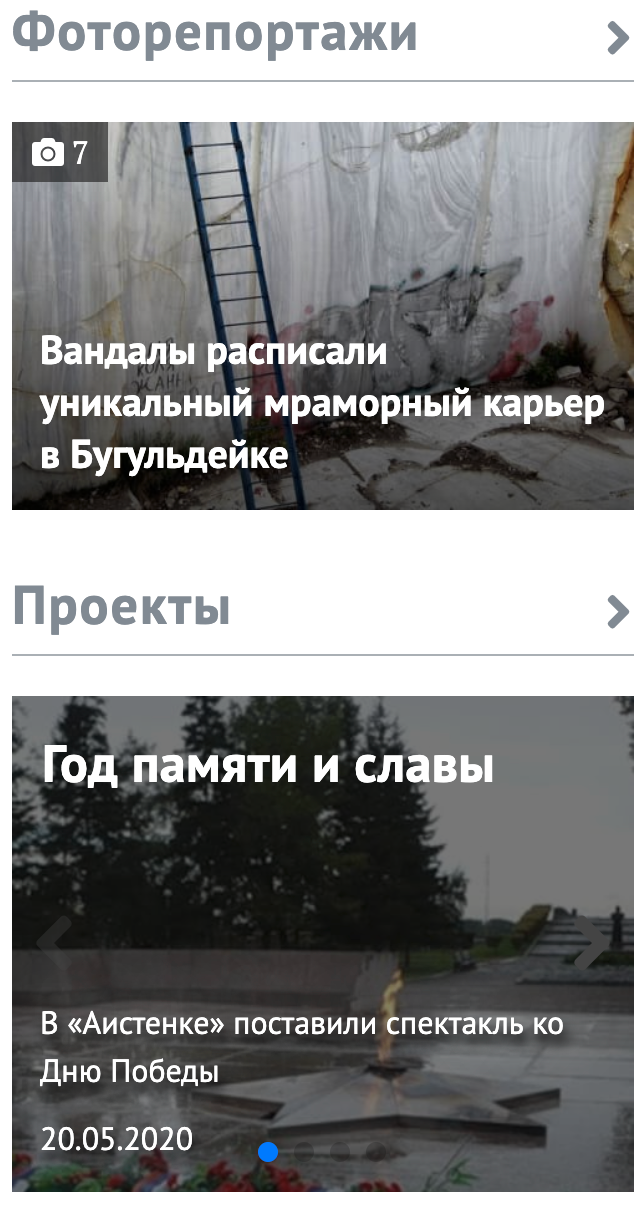 Фоторепортажи
7
Вандалы расписали
уникальный мраморный карьер
в Бугульдейке
Проекты
Год памяти и славы
В «Аистенке» поставили спектакль ко
Дню Победы
20.05.2020